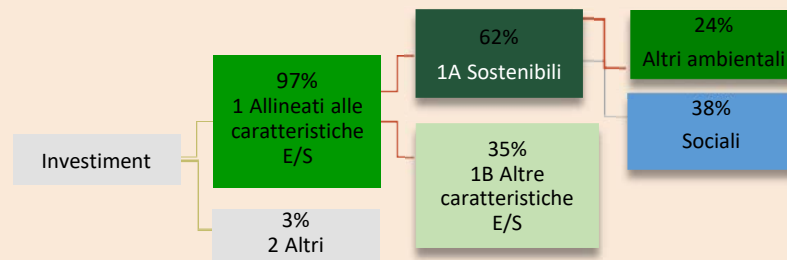 Investiment
97%
1 Allineati alle
caratteristiche
E/S
3%
2 Altri
62%
1A Sostenibili
35%
1B Altre
caratteristiche
E/S
24%
Altri ambientali
38%
Sociali